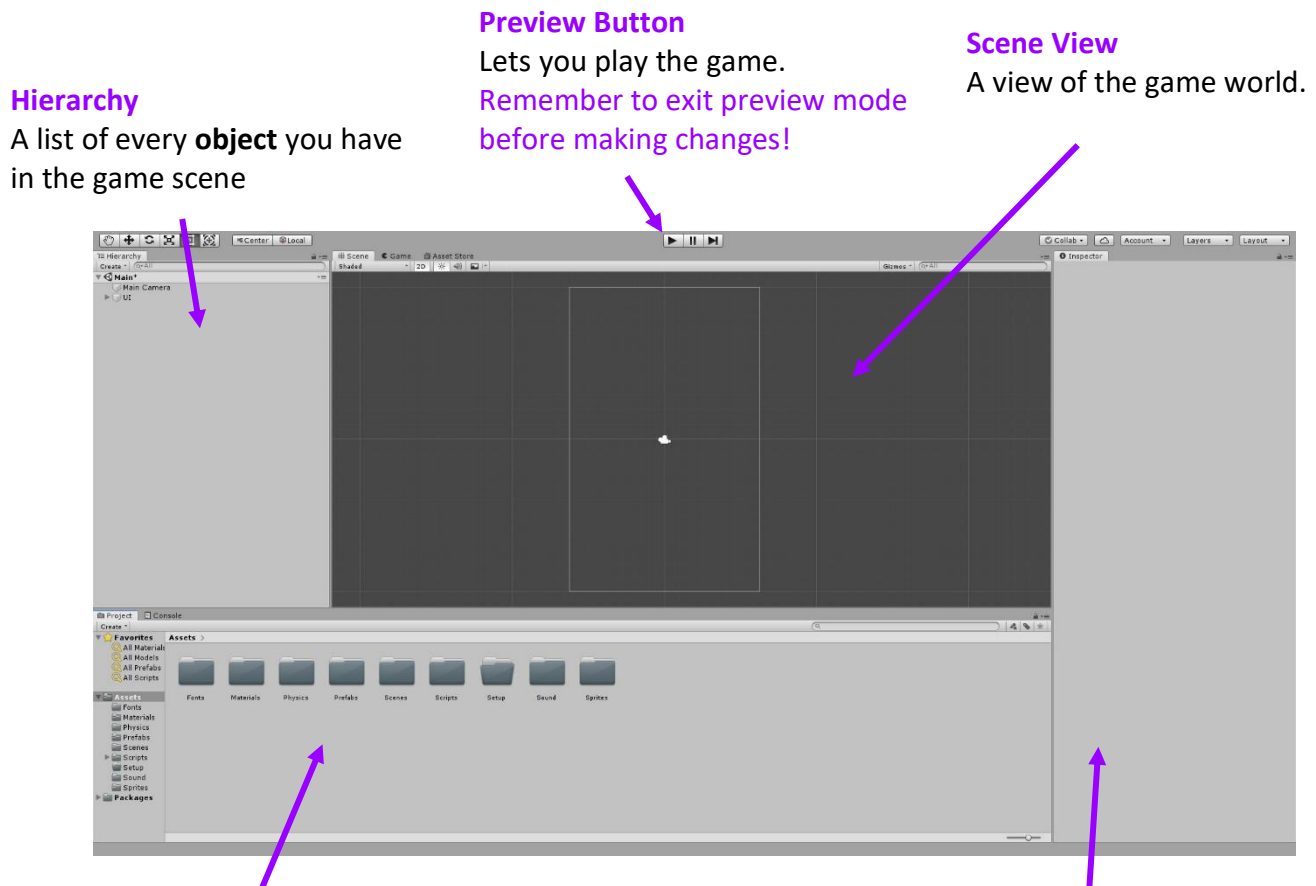 Preview Button
Lets you play the game.
Remember to exit preview mode
before making changes!
Scene View
A view of the game world.
Hierarchy
A list of every object you have
in the game scene
Center Local
Collab Account Layers Layout
Hierarchy
Create All
Main*
Main Camera
UI
Scene Game Asset Store
Shaded 2D Gizmos All
Inspector
Project Console
Create
Favorites
All Materials
All Models
All Prefabs
All Scripts
Assets
Fonts
Materials
Physics
Prefabs
Scenes
Scripts
Setup
Sound
Sprites
Packages
Assets >
Fonts Materials Physics Prefabs Scenes Scripts Setup Sound Sprites